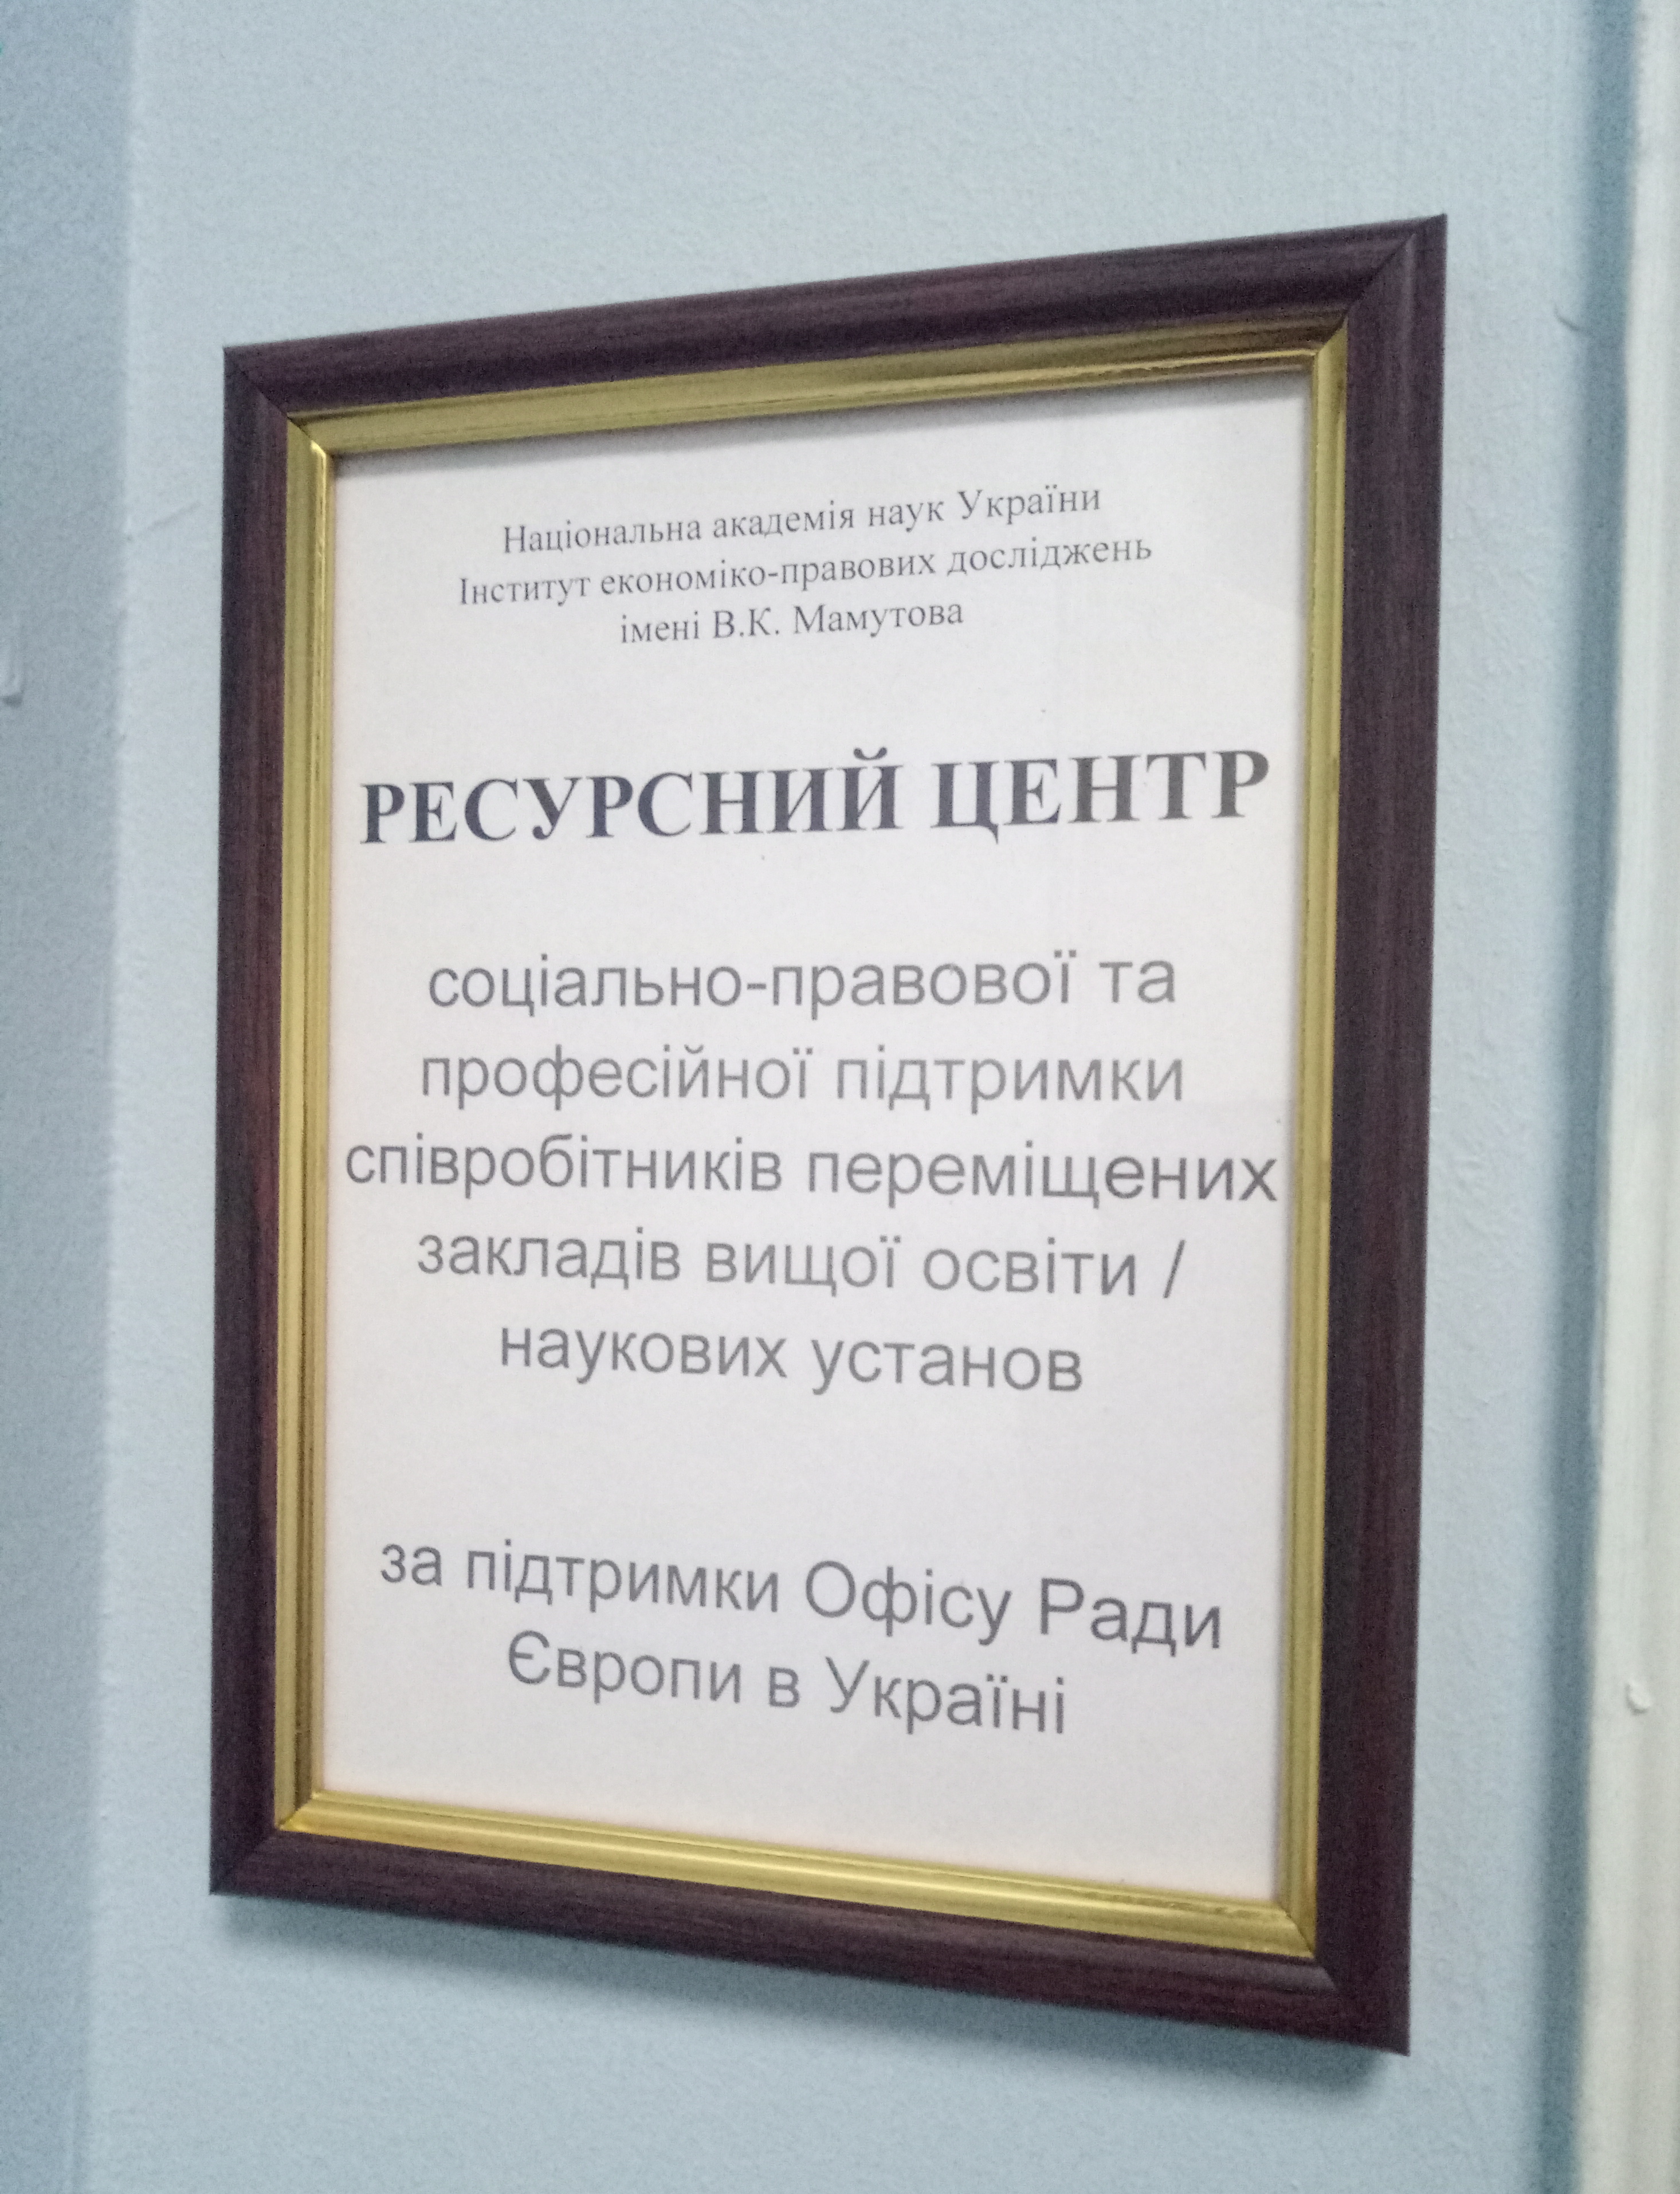 Національна академія наук України
Інститут економіко-правових досліджень
імені В.К. Мамутова
РЕСУРСНИЙ ЦЕНТР
соціально-правової та
професійної підтримки
співробітників переміщених
закладів вищої освіти /
наукових установ
за підтримки Офісу Ради
Європи в Україні